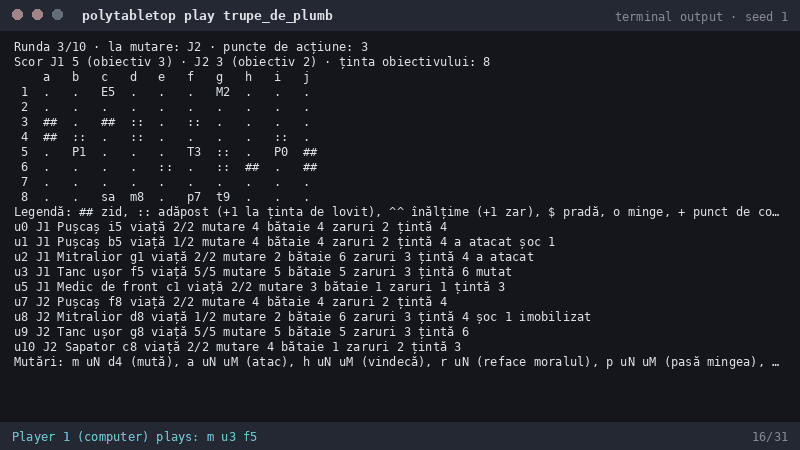 polytabletop play trupe_de_plumb
terminal output · seed 1
Runda 3/10 · la mutare: J2 · puncte de acțiune: 3
Scor J1 5 (obiectiv 3) · J2 3 (obiectiv 2) · ținta obiectivului: 8
a b c d e f g h i j
1 . . E5 . . . M2 . . .
2 . . . . . . . . . .
3 ## . ## :: . :: . . . .
4 ## :: . :: . . . . :: .
5 . P1 . . . T3 :: . P0 ##
6 . . . . :: . :: ## . ##
7 . . . . . . . . . .
8 . . sa m8 . p7 t9 . . .
Legendă: ## zid, :: adăpost (+1 la ținta de lovit), ^^ înălțime (+1 zar), $ pradă, o minge, + punct de co…
u0 J1 Pușcaș i5 viață 2/2 mutare 4 bătaie 4 zaruri 2 țintă 4
u1 J1 Pușcaș b5 viață 1/2 mutare 4 bătaie 4 zaruri 2 țintă 4 a atacat șoc 1
u2 J1 Mitralior g1 viață 2/2 mutare 2 bătaie 6 zaruri 3 țintă 4 a atacat
u3 J1 Tanc ușor f5 viață 5/5 mutare 5 bătaie 5 zaruri 3 țintă 6 mutat
u5 J1 Medic de front c1 viață 2/2 mutare 3 bătaie 1 zaruri 1 țintă 3
u7 J2 Pușcaș f8 viață 2/2 mutare 4 bătaie 4 zaruri 2 țintă 4
u8 J2 Mitralior d8 viață 1/2 mutare 2 bătaie 6 zaruri 3 țintă 4 șoc 1 imobilizat
u9 J2 Tanc ușor g8 viață 5/5 mutare 5 bătaie 5 zaruri 3 țintă 6
u10 J2 Sapator c8 viață 2/2 mutare 4 bătaie 1 zaruri 2 țintă 3
Mutări: m uN d4 (mută), a uN uM (atac), h uN uM (vindecă), r uN (reface moralul), p uN uM (pasă mingea), …
Player 1 (computer) plays: m u3 f5
16/31